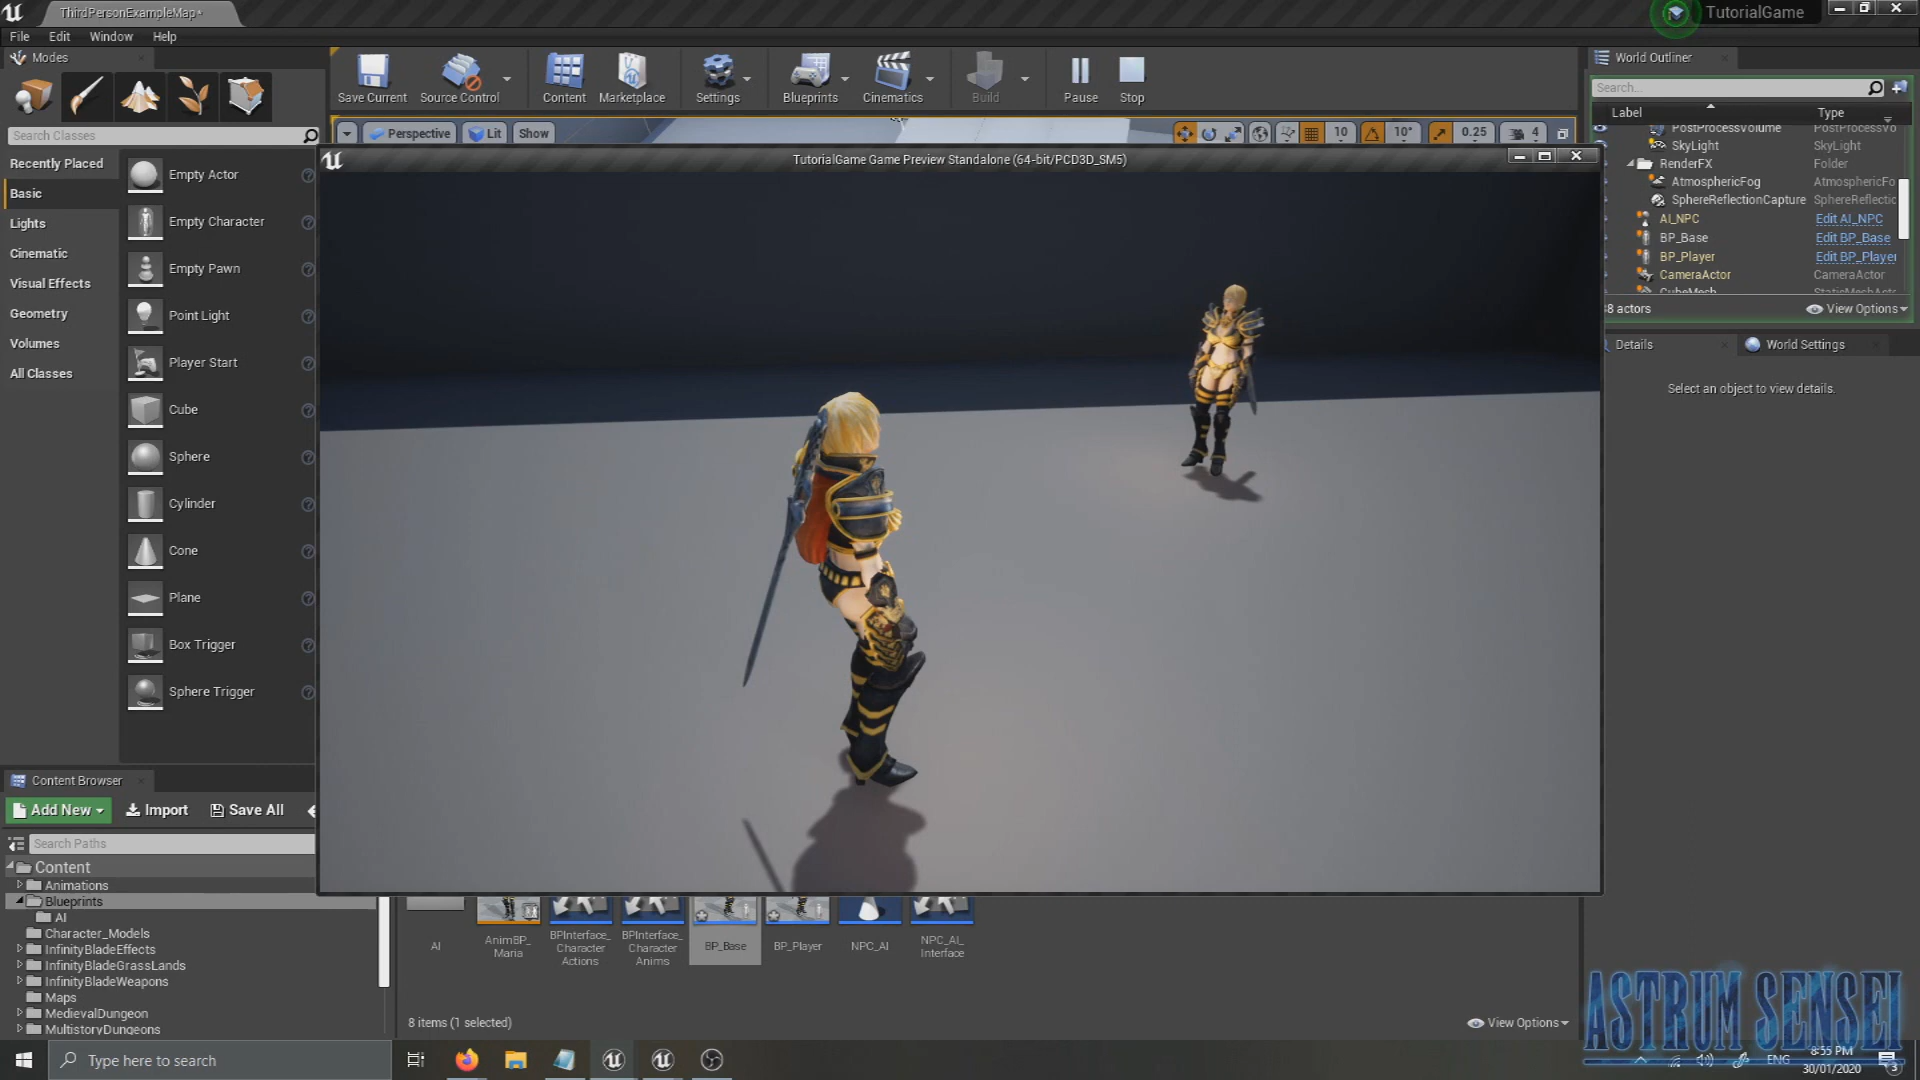 ThirdPersonExampleMap*
TutorialGame
File Edit Window Help
Modes
World Outliner
Save Current
Source Control
Content
Marketplace
Settings
Blueprints
Cinematics
Build
Pause
Stop
Search...
Label Type
Search Classes
Perspective
Lit
Show
10
10°
0.25
4
PostProcessVolume PostProcessVo
SkyLight SkyLight
RenderFX Folder
AtmosphericFog AtmosphericFo
SphereReflectionCapture SphereReflectic
AI_NPC Edit AI_NPC
BP_Base Edit BP_Base
BP_Player Edit BP_Player
CameraActor CameraActor
CubeMesh StaticMeshActo
8 actors
View Options
Details
World Settings
Select an object to view details.
TutorialGame Game Preview Standalone (64-bit/PCD3D_SM5)
Recently Placed
Basic
Lights
Cinematic
Visual Effects
Geometry
Volumes
All Classes
Empty Actor
Empty Character
Empty Pawn
Point Light
Player Start
Cube
Sphere
Cylinder
Cone
Plane
Box Trigger
Sphere Trigger
Content Browser
Add New
Import
Save All
Search Paths
Content
Animations
Blueprints
AI
Character_Models
InfinityBladeEffects
InfinityBladeGrassLands
InfinityBladeWeapons
Maps
MedievalDungeon
MultistoryDungeons
AI
AnimBP_
Maria
BPInterface_
Character
Actions
BPInterface_
Character
Anims
BP_Base
BP_Player
NPC_AI
NPC_AI_
Interface
8 items (1 selected)
View Options
ASTRUM SENSEI
Type here to search
ENG
8:55 PM
30/01/2020
3